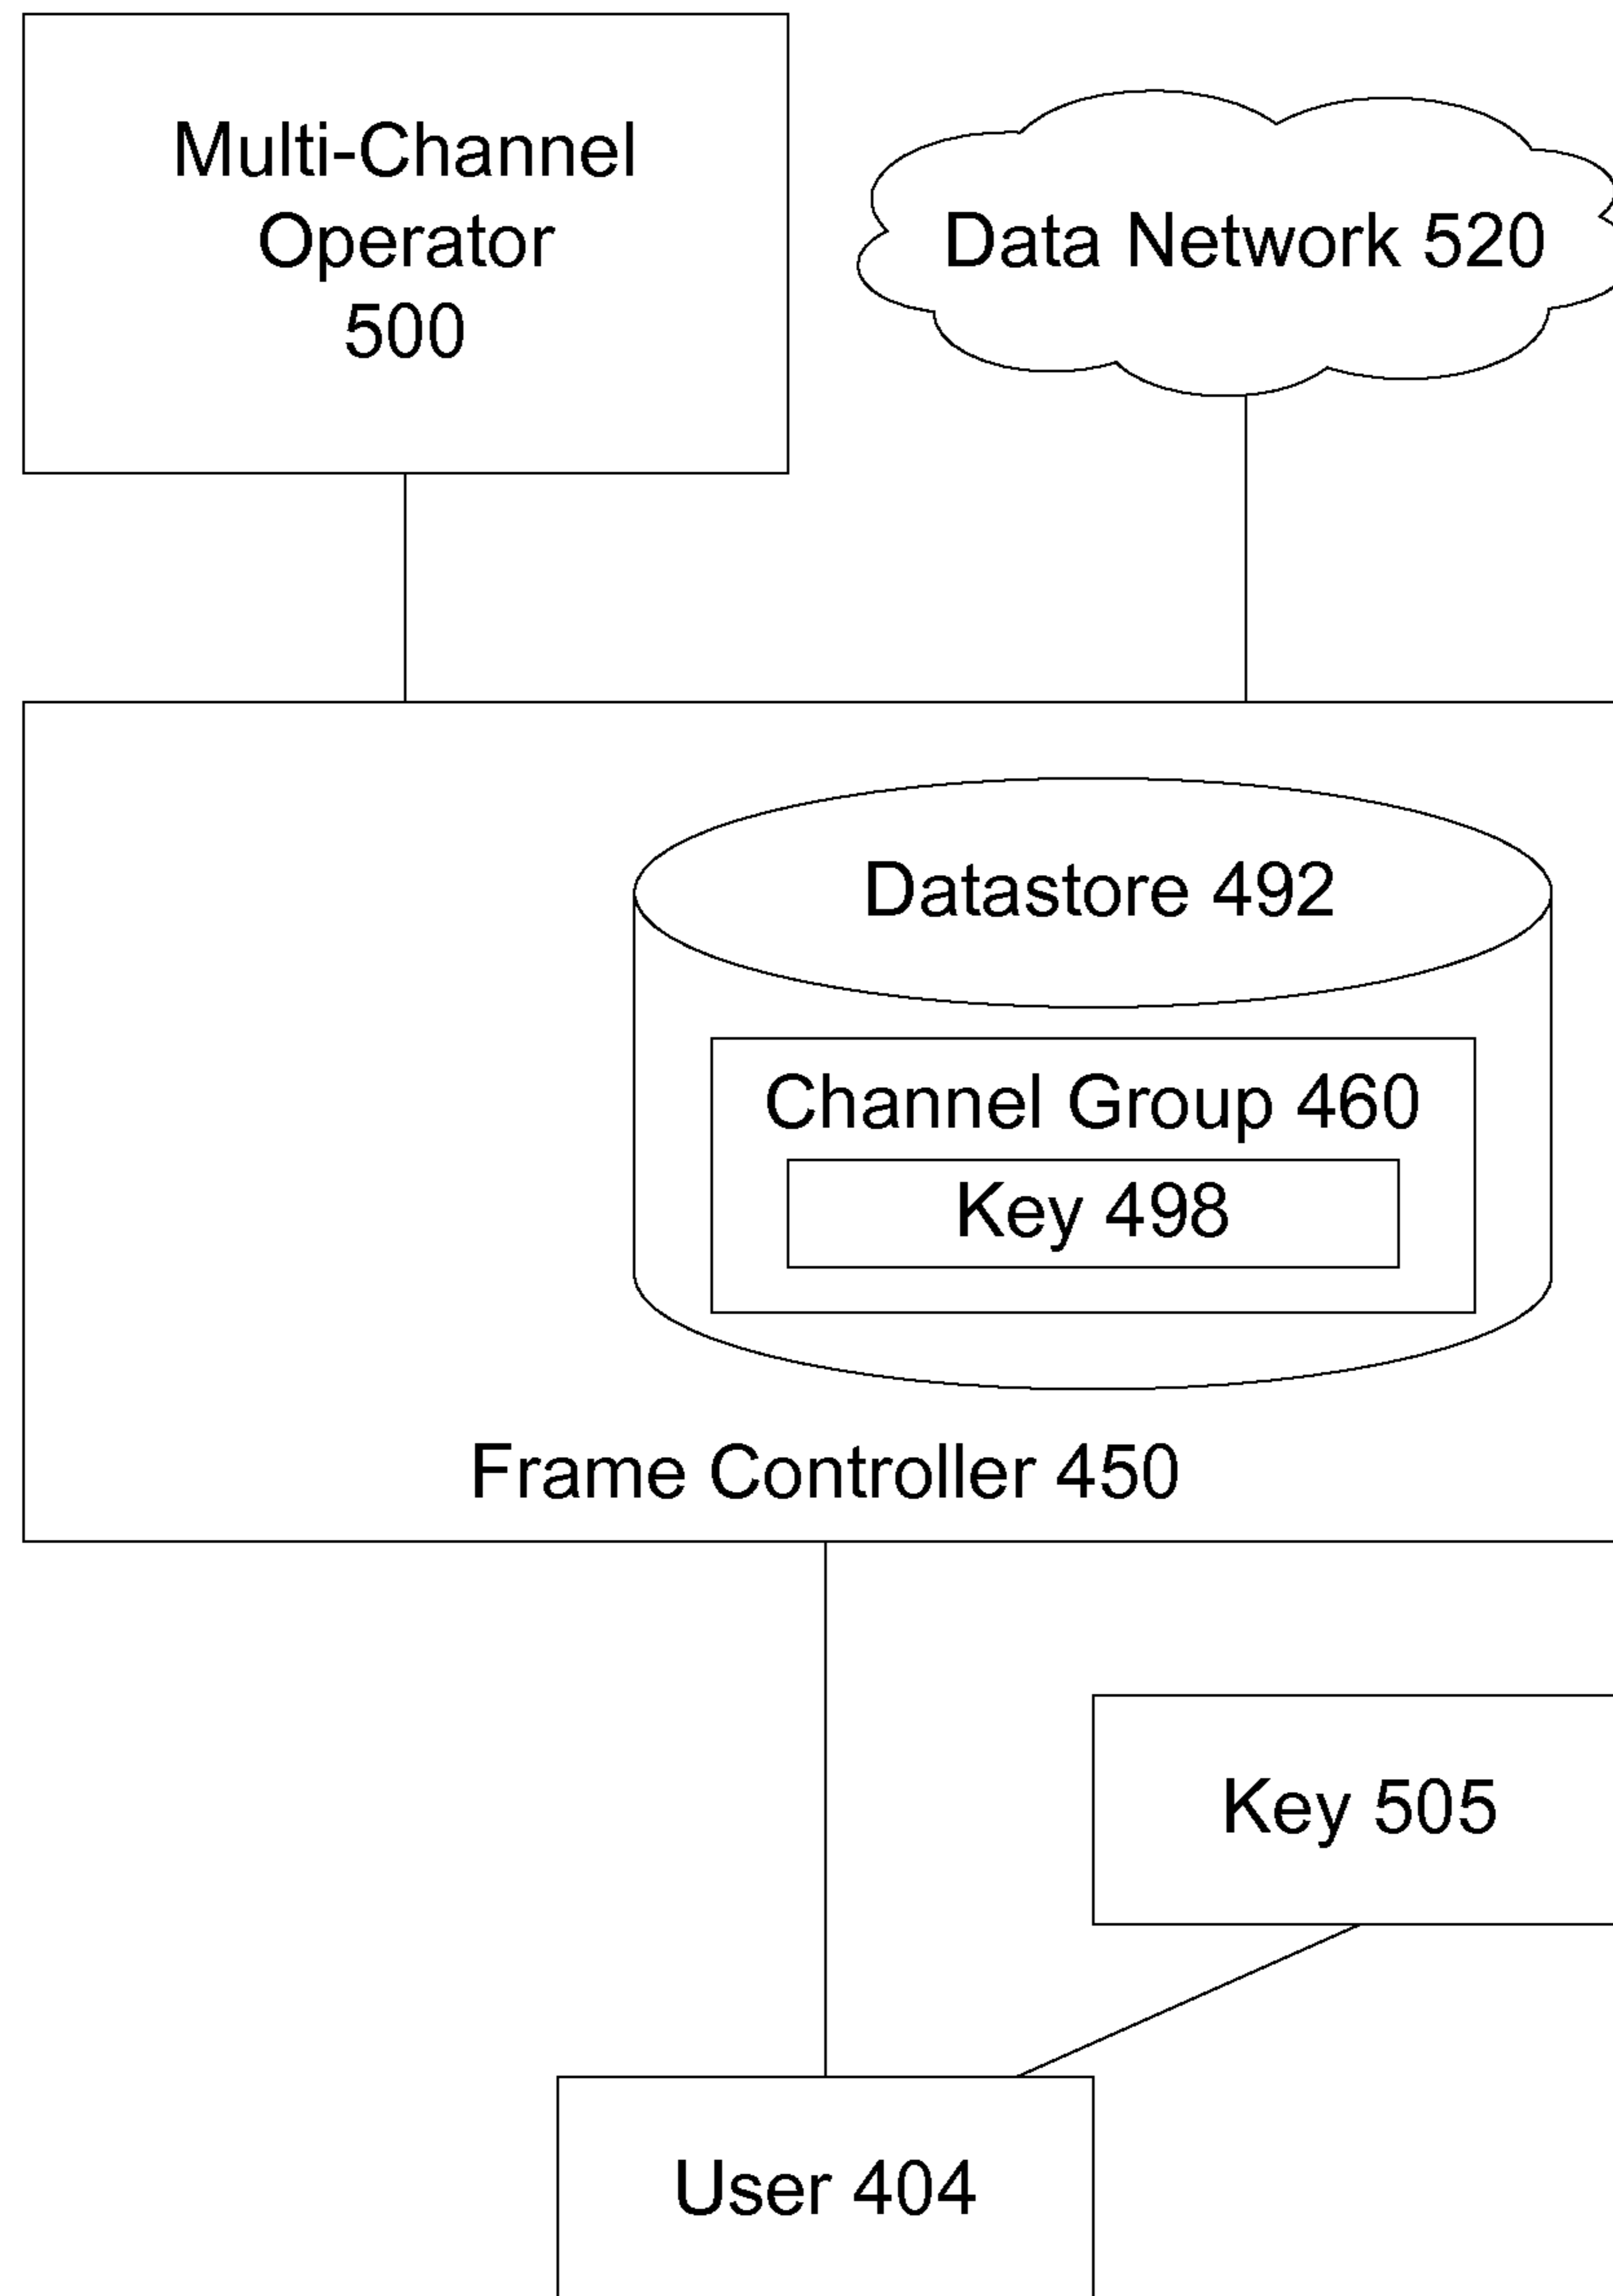 Multi-Channel
Operator
500
Data Network 520
Datastore 492
Channel Group 460
Key 498
Frame Controller 450
Key 505
User 404